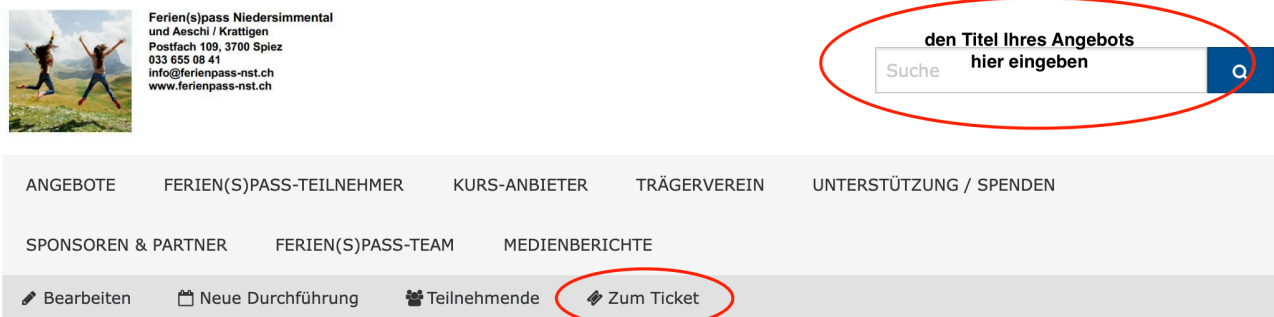 Ferien(s)pass Niedersimmental
und Aeschi / Krattigen
Postfach 109, 3700 Spiez
033 655 08 41
info@ferienpass-nst.ch
www.ferienpass-nst.ch
den Titel Ihres Angebots
hier eingeben
Suche
ANGEBOTE FERIEN(S)PASS-TEILNEHMER KURS-ANBIETER TRÄGERVEREIN UNTERSTÜTZUNG / SPENDEN
SPONSOREN & PARTNER FERIEN(S)PASS-TEAM MEDIENBERICHTE
Bearbeiten Neue Durchführung Teilnehmende Zum Ticket